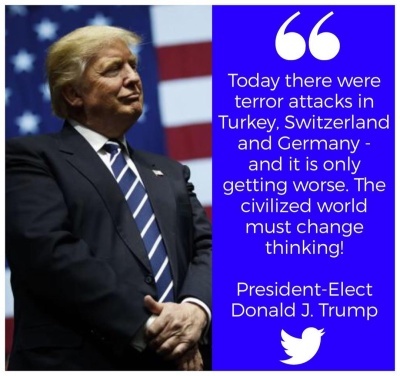 Today there were
terror attacks in
Turkey, Switzerland
and Germany -
and it is only
getting worse. The
civilized world
must change
thinking!
President-Elect
Donald J. Trump